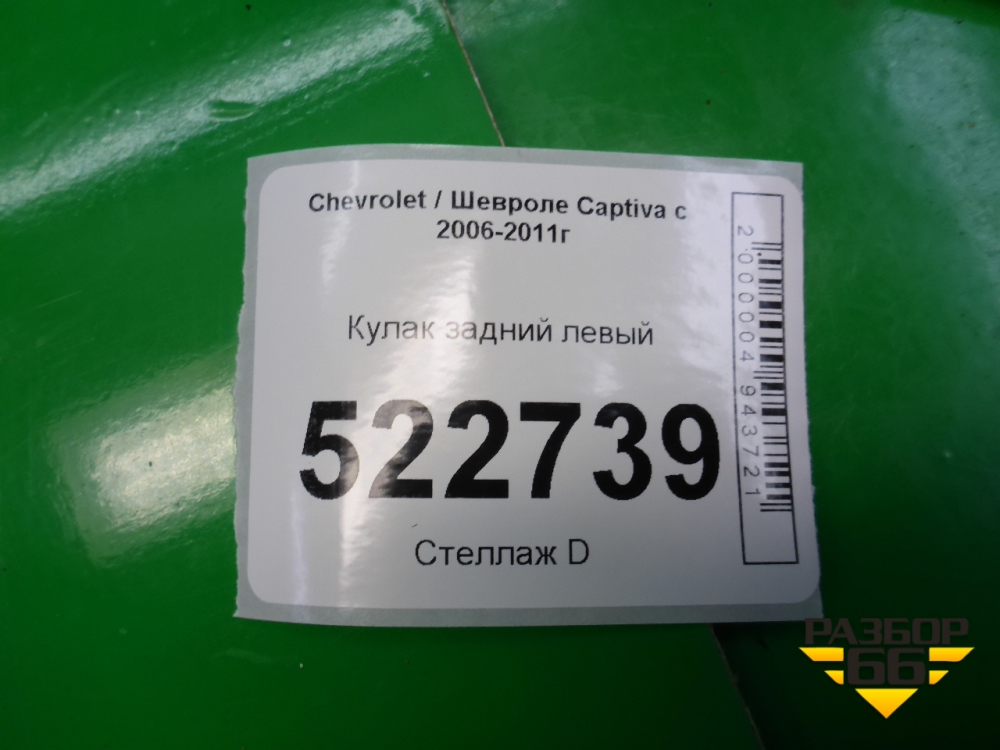 Chevrolet / Шевроле Captiva с
2006-2011г
Кулак задний левый
522739
Стеллаж D
2000004943721
РАЗБОР
66